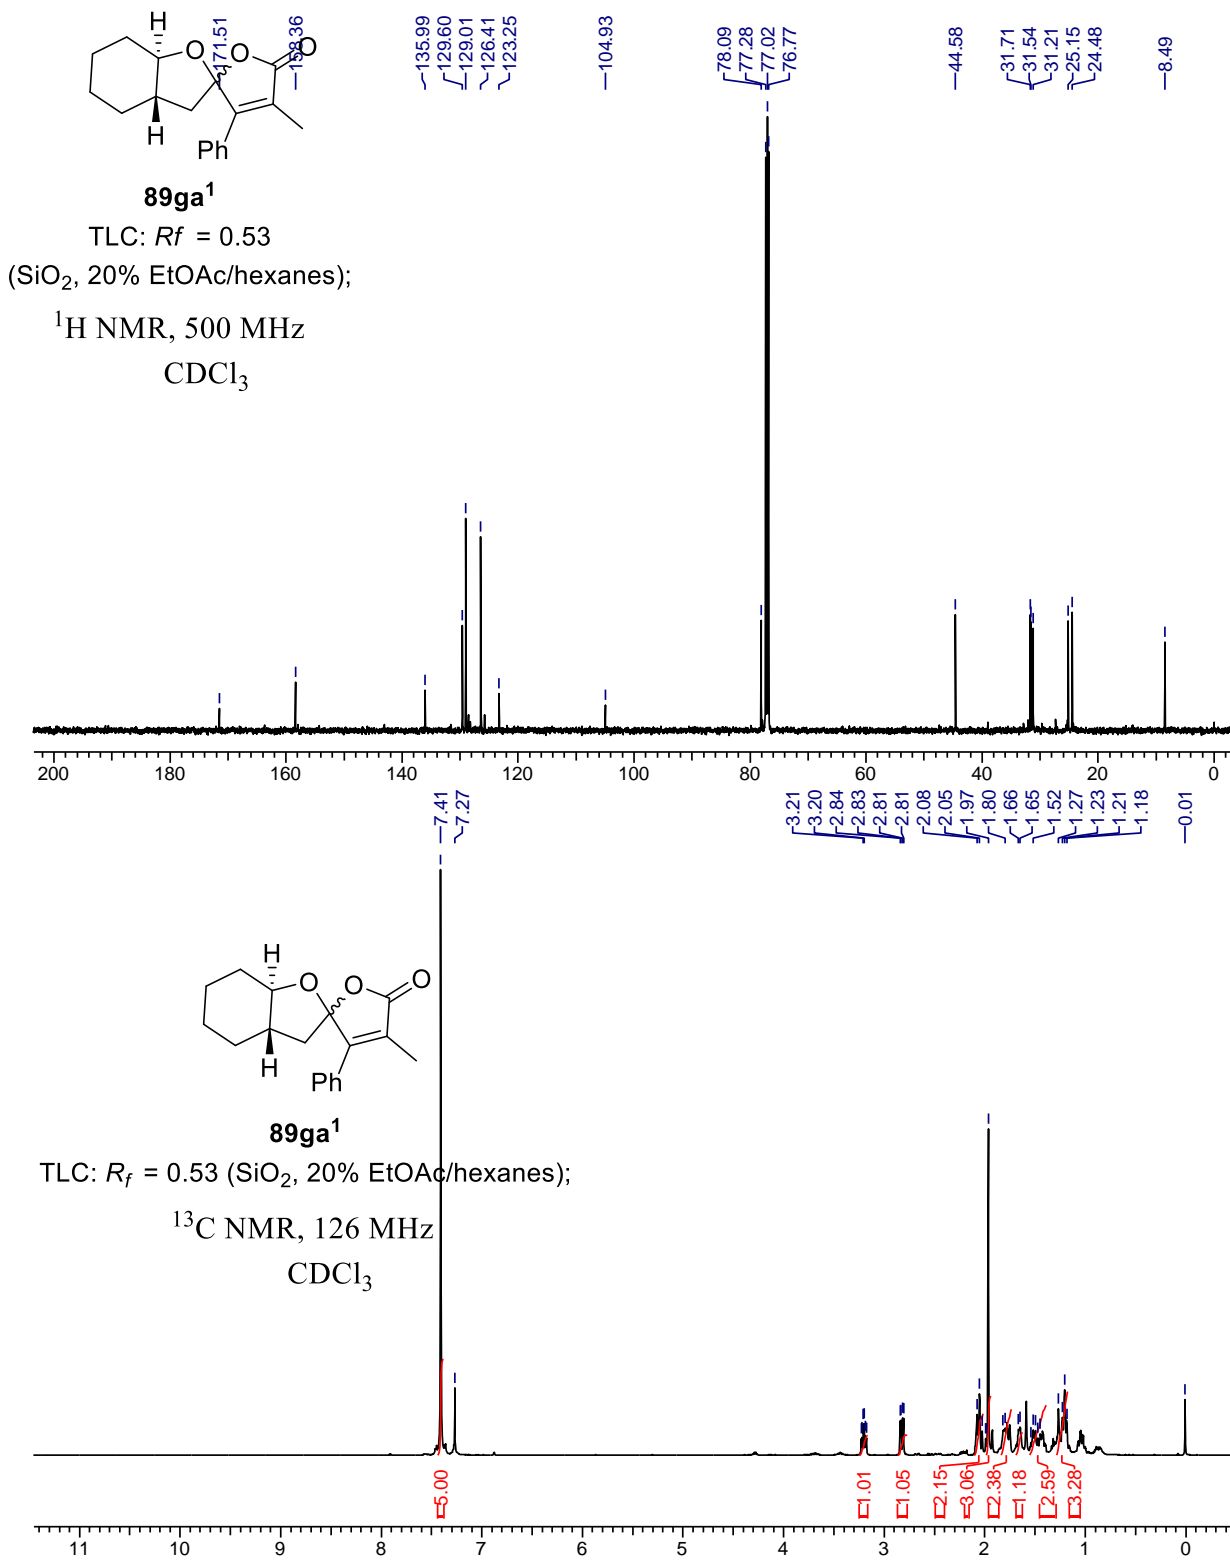 171.51
158.36
135.99
129.60
129.01
126.41
123.25
104.93
78.09
77.28
77.02
76.77
44.58
31.71
31.54
31.21
25.15
24.48
8.49
H
O
O
O
H
Ph
89ga¹
TLC: Rf = 0.53
(SiO₂, 20% EtOAc/hexanes);
¹H NMR, 500 MHz
CDCl₃
200 180 160 140 120 100 80 60 40 20 0
7.41
7.27
3.21
3.20
2.84
2.83
2.81
2.81
2.08
2.05
1.97
1.80
1.66
1.65
1.52
1.27
1.23
1.21
1.18
0.01
H
O
O
O
H
Ph
89ga¹
TLC: R_f = 0.53 (SiO₂, 20% EtOAc/hexanes);
¹³C NMR, 126 MHz
CDCl₃
5.00
1.01
1.05
2.15
3.06
2.38
1.18
2.59
3.28
11 10 9 8 7 6 5 4 3 2 1 0